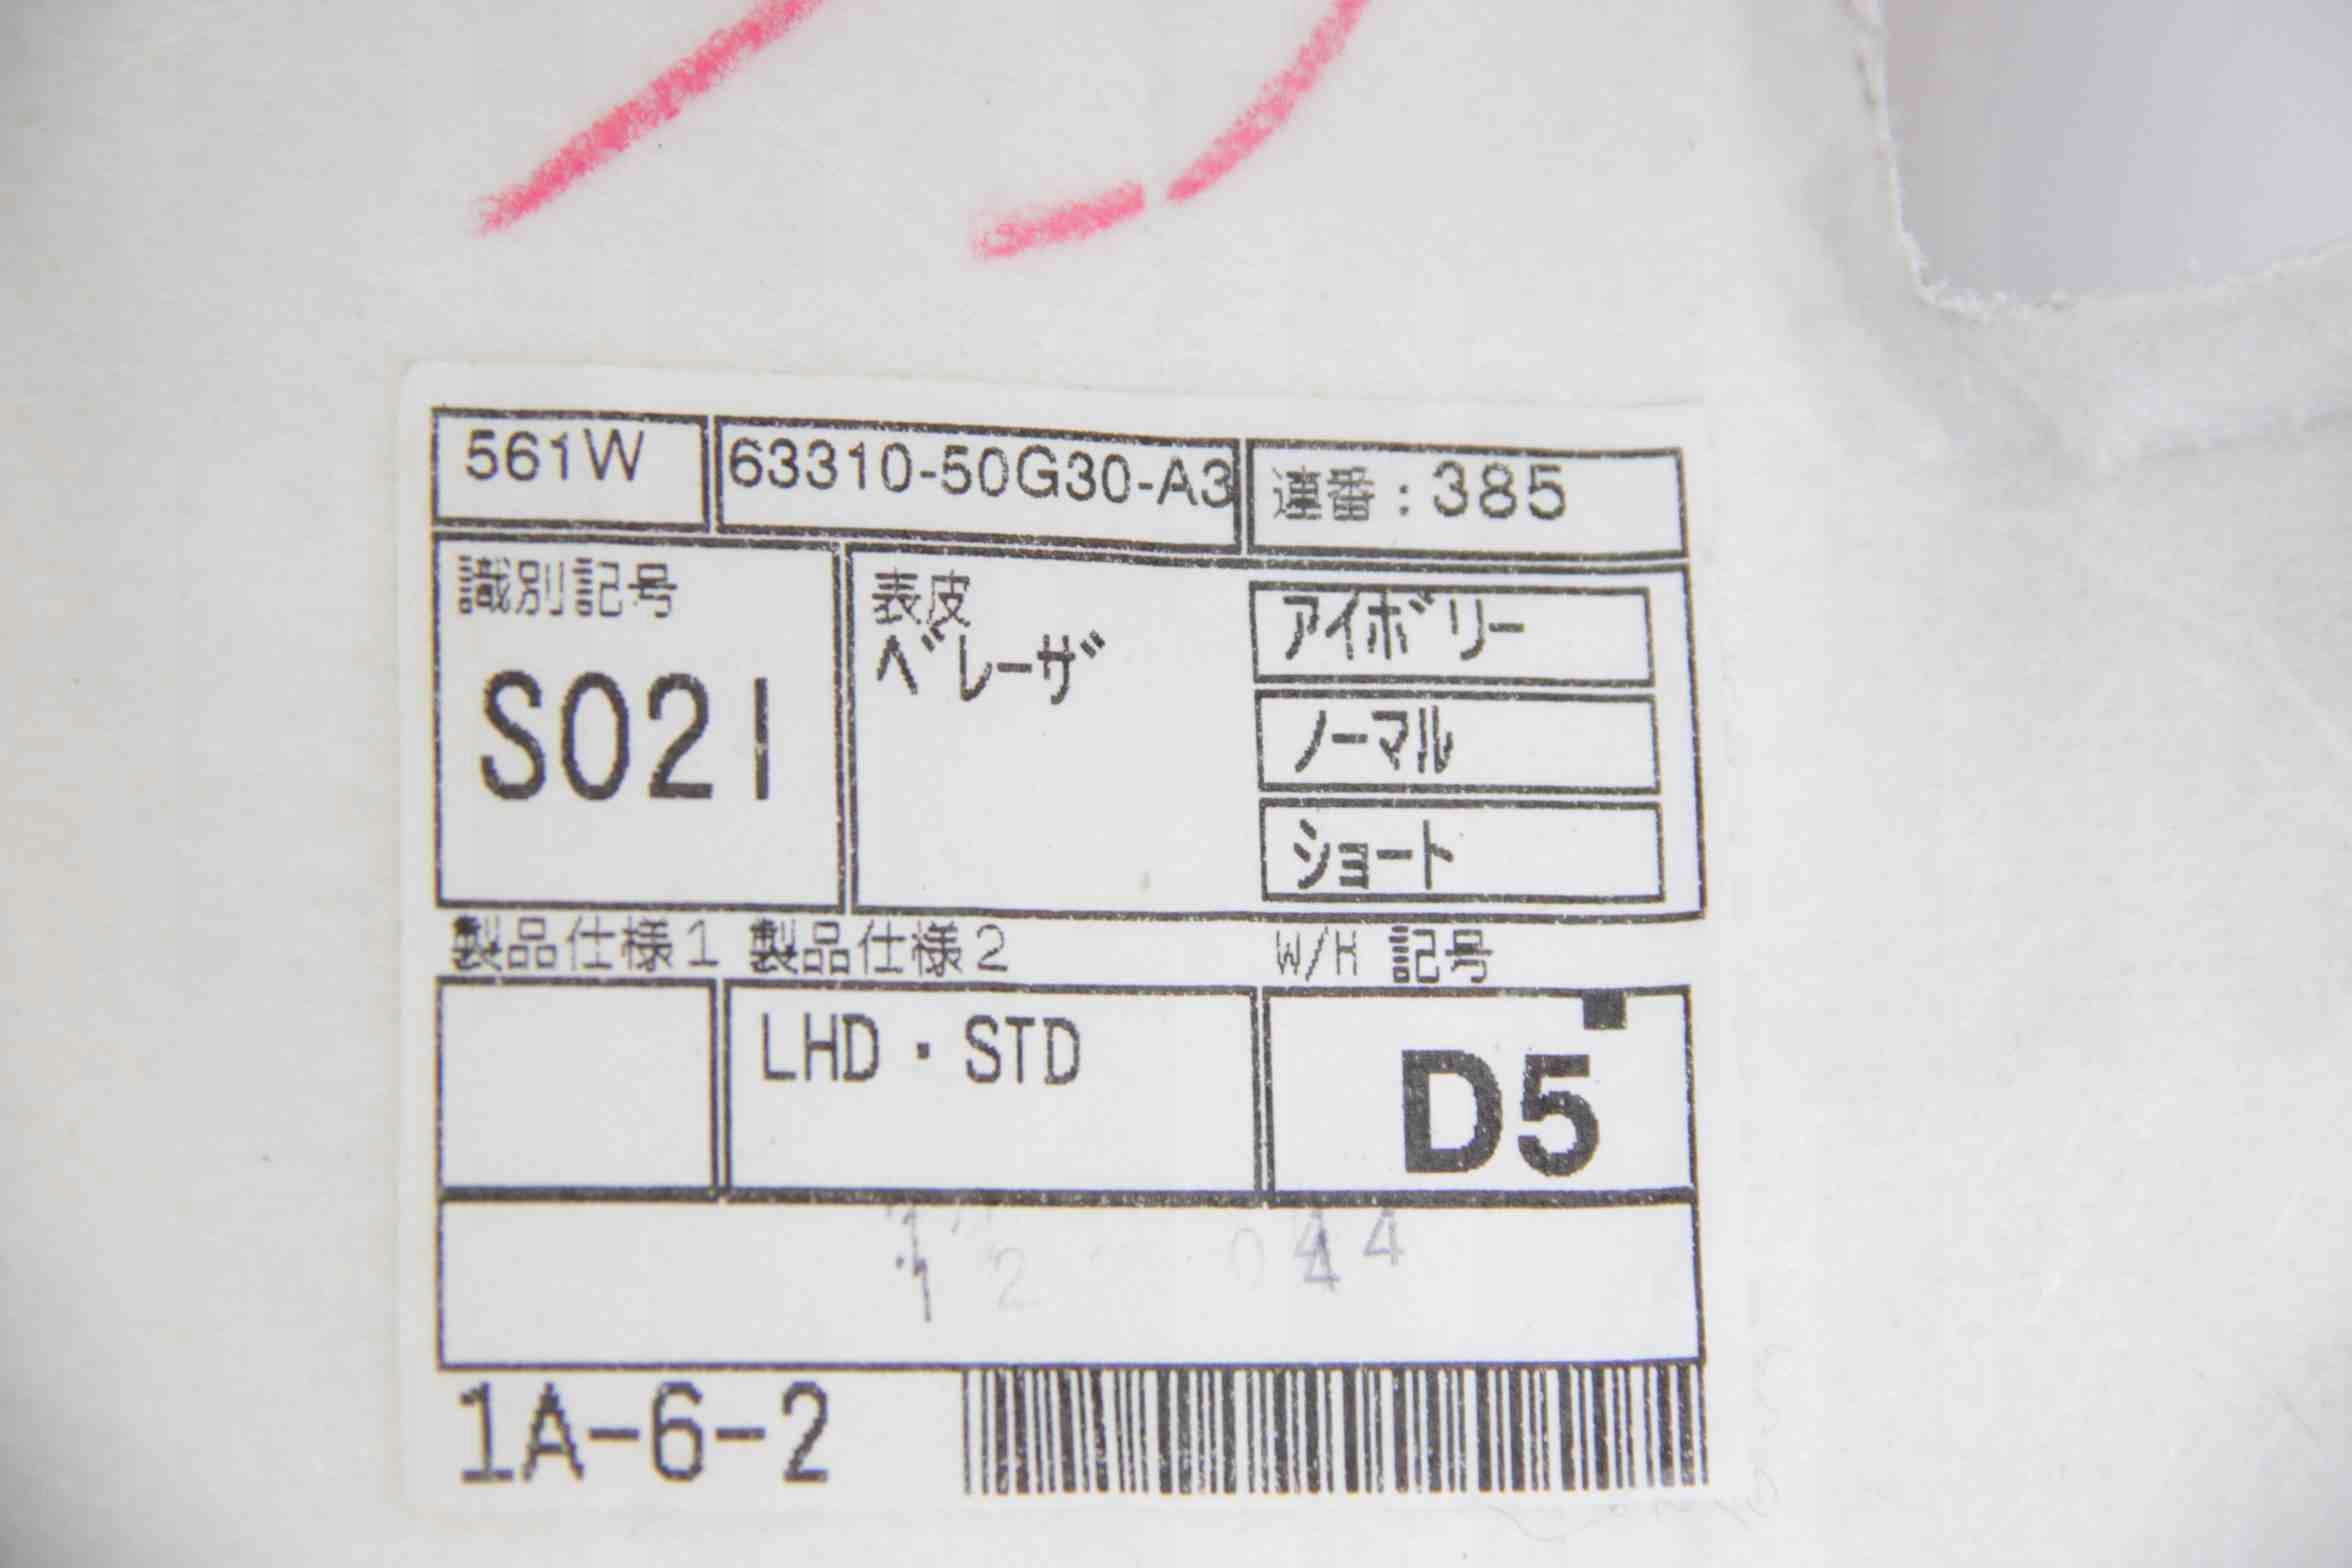 561W 63310-50G30-A3 連番：385
識別記号 表皮 アイボリー
ベレーザ
S021 ノーマル
ショート
製品仕様1 製品仕様2 W/H 記号
LHD・STD D5
1A-6-2